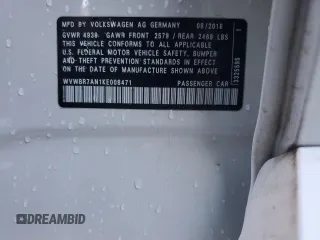 MFD BY VOLKSWAGEN AG GERMANY 08/2018
GVWR 4938 GAWR FRONT 2579 / REAR 2480 LBS
THIS VEHICLE CONFORMS TO ALL APPLICABLE
U.S. FEDERAL MOTOR VEHICLE SAFETY, BUMPER
AND THEFT PREVENTION STANDARDS IN EFFECT
ON THE DATE OF MANUFACTURE SHOWN ABOVE.
WVWBR7AN1KE008471 PASSENGER CAR
DREAMBID